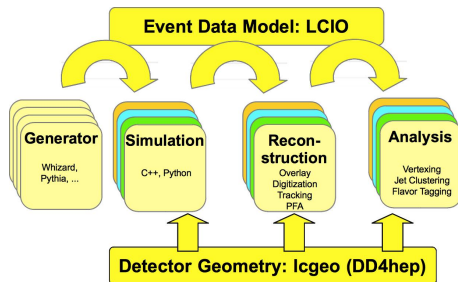 Event Data Model: LCIO
Generator
Whizard,
Pythia, ...
Simulation
C++, Python
Recon-
struction
Overlay
Digitization
Tracking
PFA
Analysis
Vertexing
Jet Clustering
Flavor Tagging
Detector Geometry: lcgeo (DD4hep)